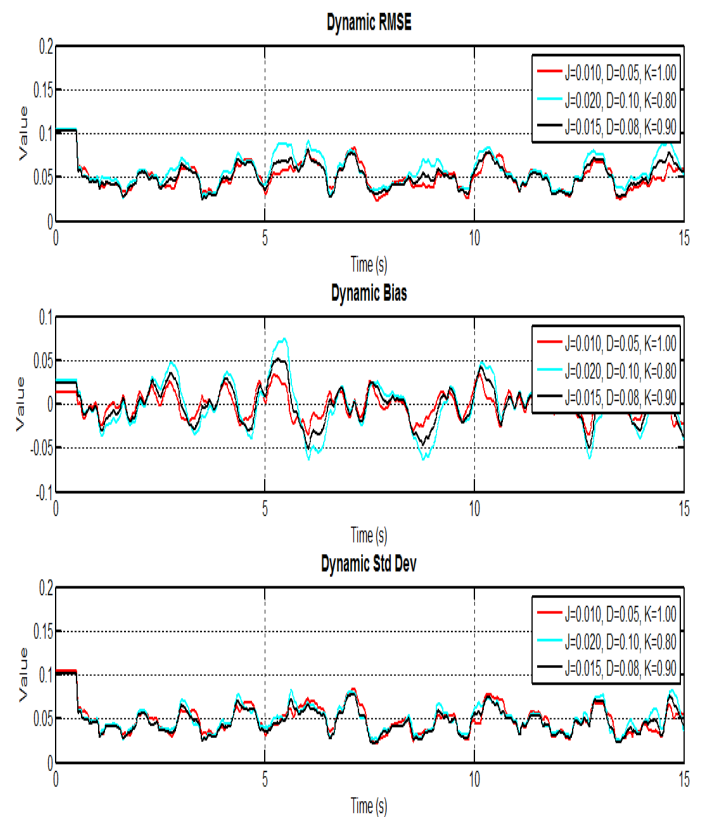 Dynamic RMSE
0.2
0.15
0.1
0.05
0
Value
J=0.010, D=0.05, K=1.00
J=0.020, D=0.10, K=0.80
J=0.015, D=0.08, K=0.90
0 5 10 15
Time (s)
Dynamic Bias
0.1
0.05
0
-0.05
-0.1
Value
J=0.010, D=0.05, K=1.00
J=0.020, D=0.10, K=0.80
J=0.015, D=0.08, K=0.90
0 5 10 15
Time (s)
Dynamic Std Dev
0.2
0.15
0.1
0.05
0
Value
J=0.010, D=0.05, K=1.00
J=0.020, D=0.10, K=0.80
J=0.015, D=0.08, K=0.90
0 5 10 15
Time (s)